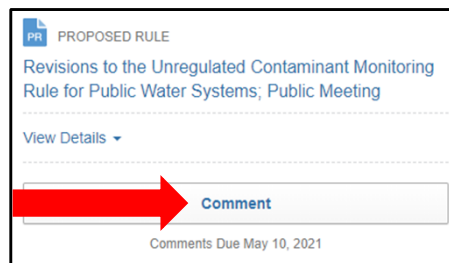 PR PROPOSED RULE
Revisions to the Unregulated Contaminant Monitoring
Rule for Public Water Systems; Public Meeting
View Details
Comment
Comments Due May 10, 2021